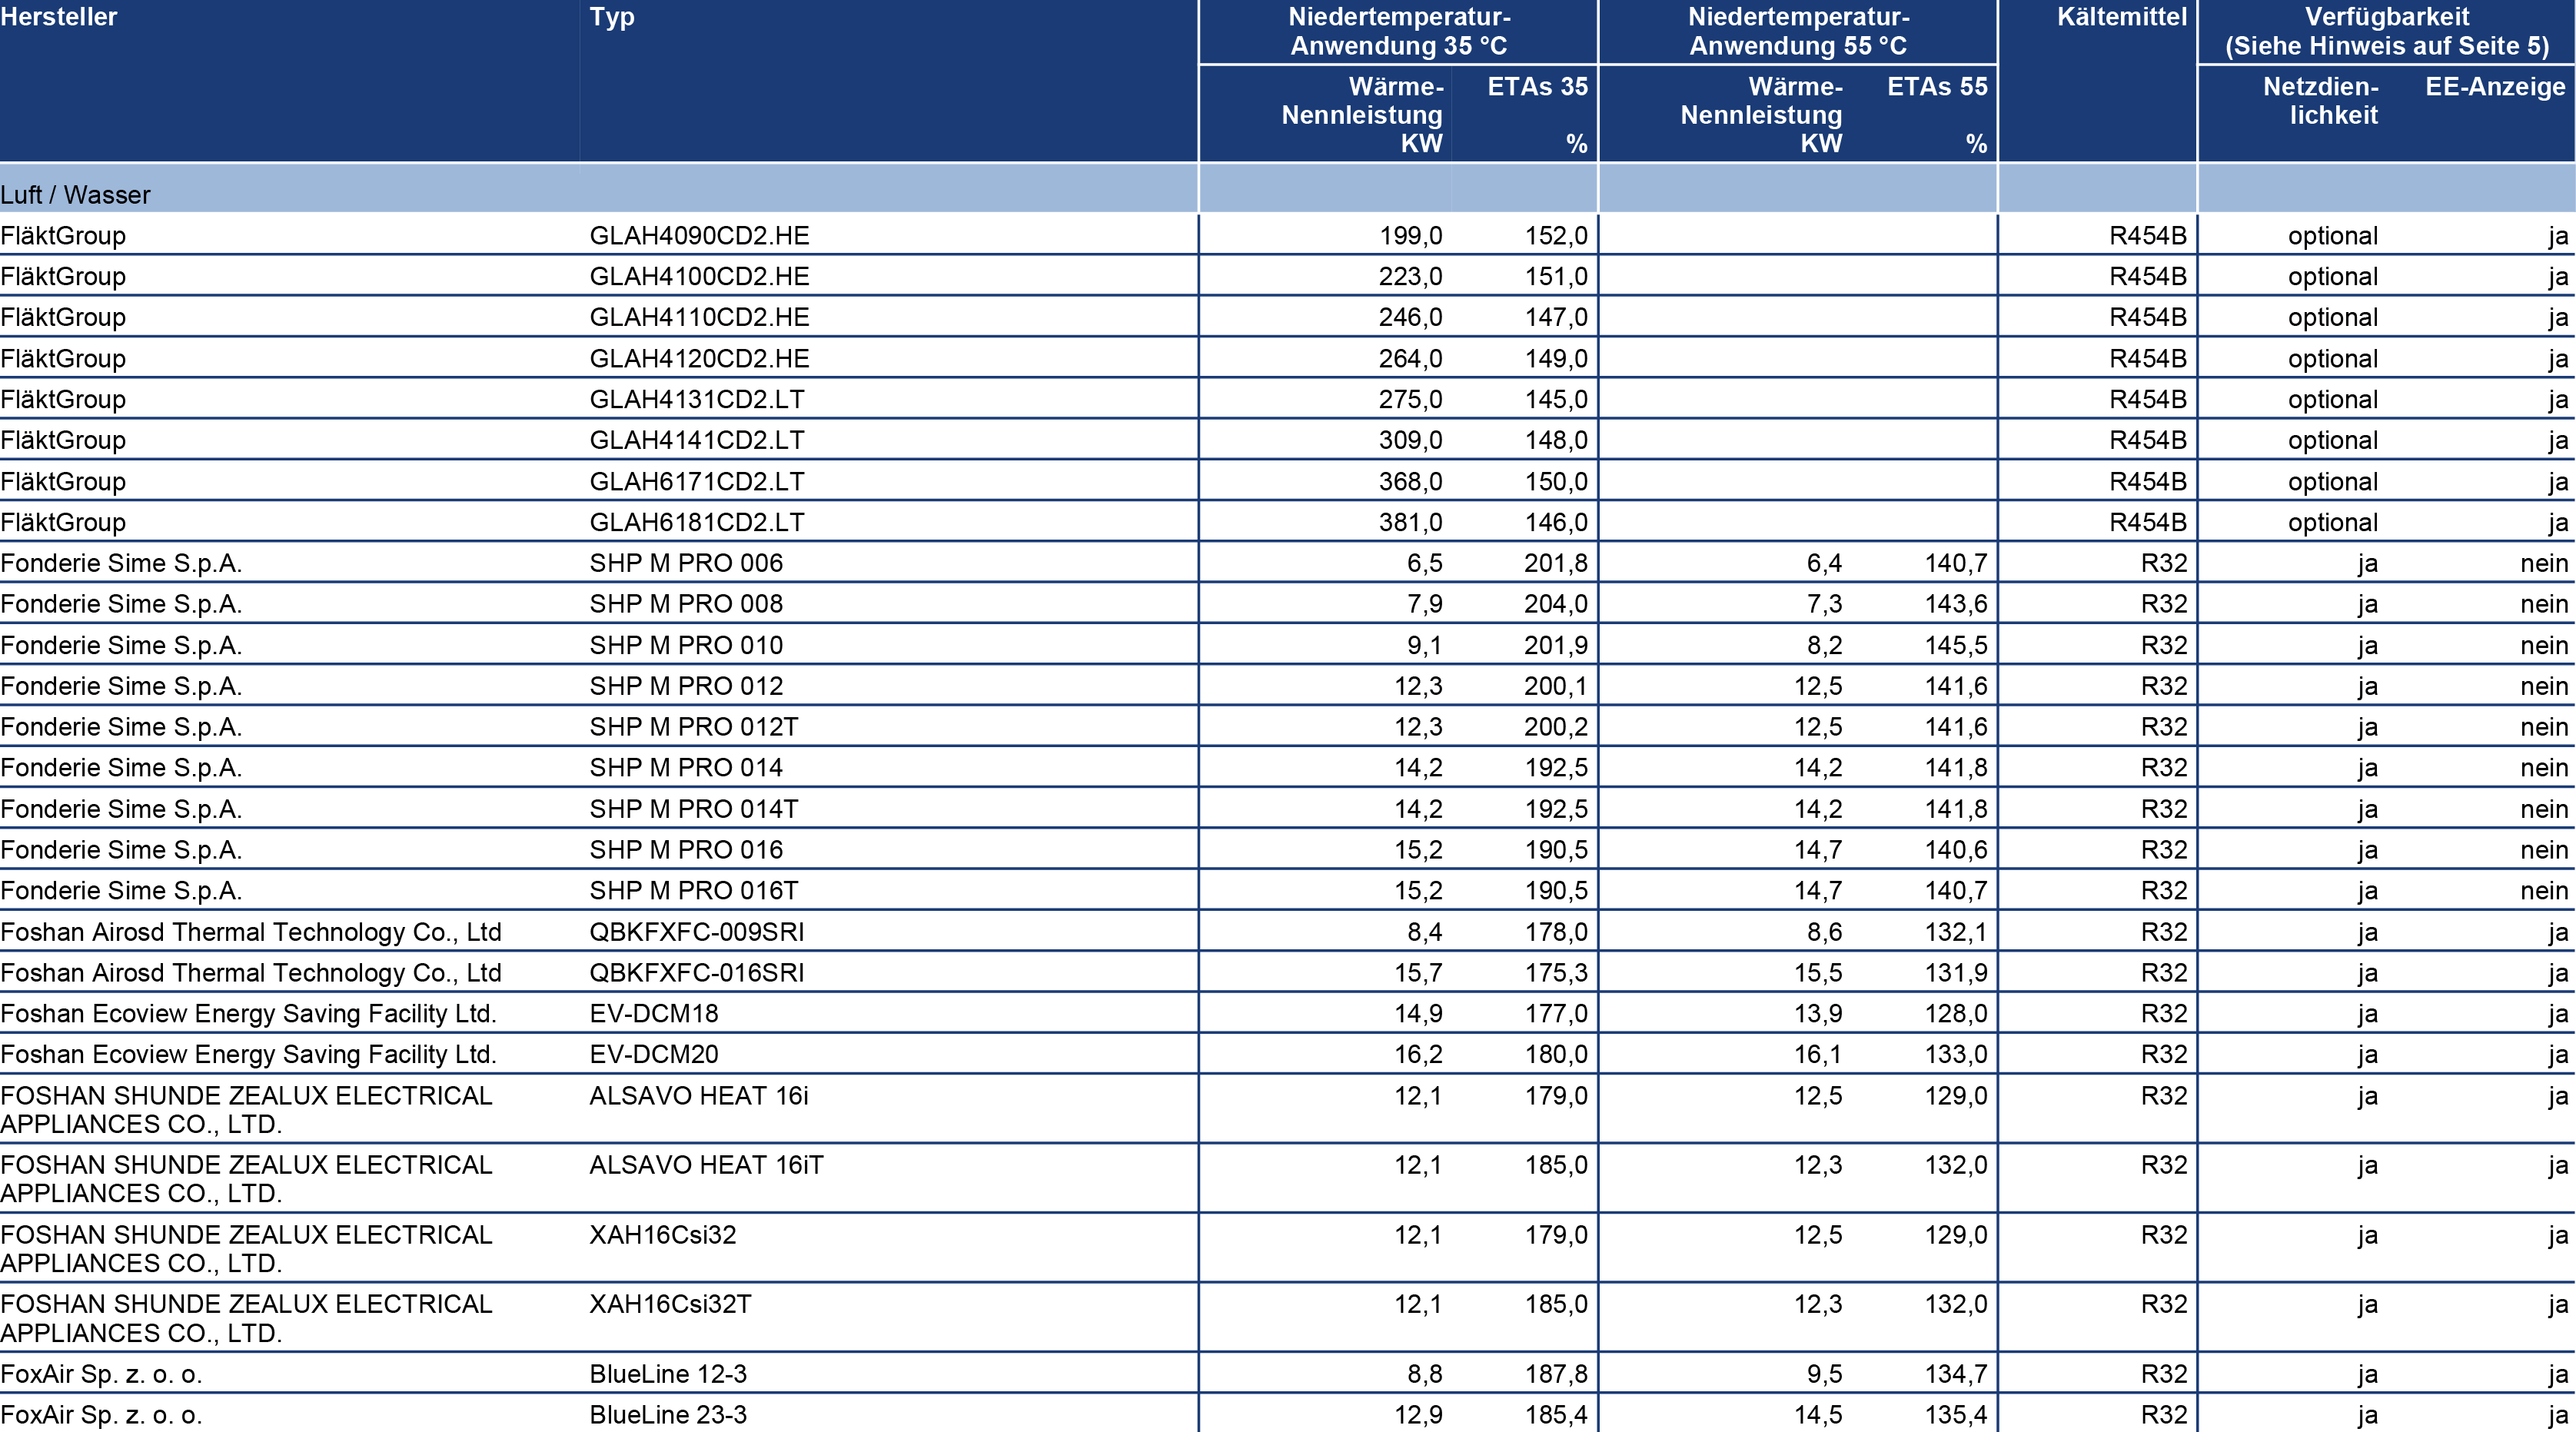 Hersteller Typ Niedertemperatur- Niedertemperatur- Kältemittel Verfügbarkeit
Anwendung 35 °C Anwendung 55 °C (Siehe Hinweis auf Seite 5)
Wärme- ETAs 35 Wärme- ETAs 55 Netzdien- EE-Anzeige
Nennleistung Nennleistung lichkeit
KW % KW %
Luft / Wasser
FläktGroup GLAH4090CD2.HE 199,0 152,0 R454B optional ja
FläktGroup GLAH4100CD2.HE 223,0 151,0 R454B optional ja
FläktGroup GLAH4110CD2.HE 246,0 147,0 R454B optional ja
FläktGroup GLAH4120CD2.HE 264,0 149,0 R454B optional ja
FläktGroup GLAH4131CD2.LT 275,0 145,0 R454B optional ja
FläktGroup GLAH4141CD2.LT 309,0 148,0 R454B optional ja
FläktGroup GLAH6171CD2.LT 368,0 150,0 R454B optional ja
FläktGroup GLAH6181CD2.LT 381,0 146,0 R454B optional ja
Fonderie Sime S.p.A. SHP M PRO 006 6,5 201,8 6,4 140,7 R32 ja nein
Fonderie Sime S.p.A. SHP M PRO 008 7,9 204,0 7,3 143,6 R32 ja nein
Fonderie Sime S.p.A. SHP M PRO 010 9,1 201,9 8,2 145,5 R32 ja nein
Fonderie Sime S.p.A. SHP M PRO 012 12,3 200,1 12,5 141,6 R32 ja nein
Fonderie Sime S.p.A. SHP M PRO 012T 12,3 200,2 12,5 141,6 R32 ja nein
Fonderie Sime S.p.A. SHP M PRO 014 14,2 192,5 14,2 141,8 R32 ja nein
Fonderie Sime S.p.A. SHP M PRO 014T 14,2 192,5 14,2 141,8 R32 ja nein
Fonderie Sime S.p.A. SHP M PRO 016 15,2 190,5 14,7 140,6 R32 ja nein
Fonderie Sime S.p.A. SHP M PRO 016T 15,2 190,5 14,7 140,7 R32 ja nein
Foshan Airosd Thermal Technology Co., Ltd QBKFXFC-009SRI 8,4 178,0 8,6 132,1 R32 ja ja
Foshan Airosd Thermal Technology Co., Ltd QBKFXFC-016SRI 15,7 175,3 15,5 131,9 R32 ja ja
Foshan Ecoview Energy Saving Facility Ltd. EV-DCM18 14,9 177,0 13,9 128,0 R32 ja ja
Foshan Ecoview Energy Saving Facility Ltd. EV-DCM20 16,2 180,0 16,1 133,0 R32 ja ja
FOSHAN SHUNDE ZEALUX ELECTRICAL ALSAVO HEAT 16i 12,1 179,0 12,5 129,0 R32 ja ja
APPLIANCES CO., LTD.
FOSHAN SHUNDE ZEALUX ELECTRICAL ALSAVO HEAT 16iT 12,1 185,0 12,3 132,0 R32 ja ja
APPLIANCES CO., LTD.
FOSHAN SHUNDE ZEALUX ELECTRICAL XAH16Csi32 12,1 179,0 12,5 129,0 R32 ja ja
APPLIANCES CO., LTD.
FOSHAN SHUNDE ZEALUX ELECTRICAL XAH16Csi32T 12,1 185,0 12,3 132,0 R32 ja ja
APPLIANCES CO., LTD.
FoxAir Sp. z. o. o. BlueLine 12-3 8,8 187,8 9,5 134,7 R32 ja ja
FoxAir Sp. z. o. o. BlueLine 23-3 12,9 185,4 14,5 135,4 R32 ja ja